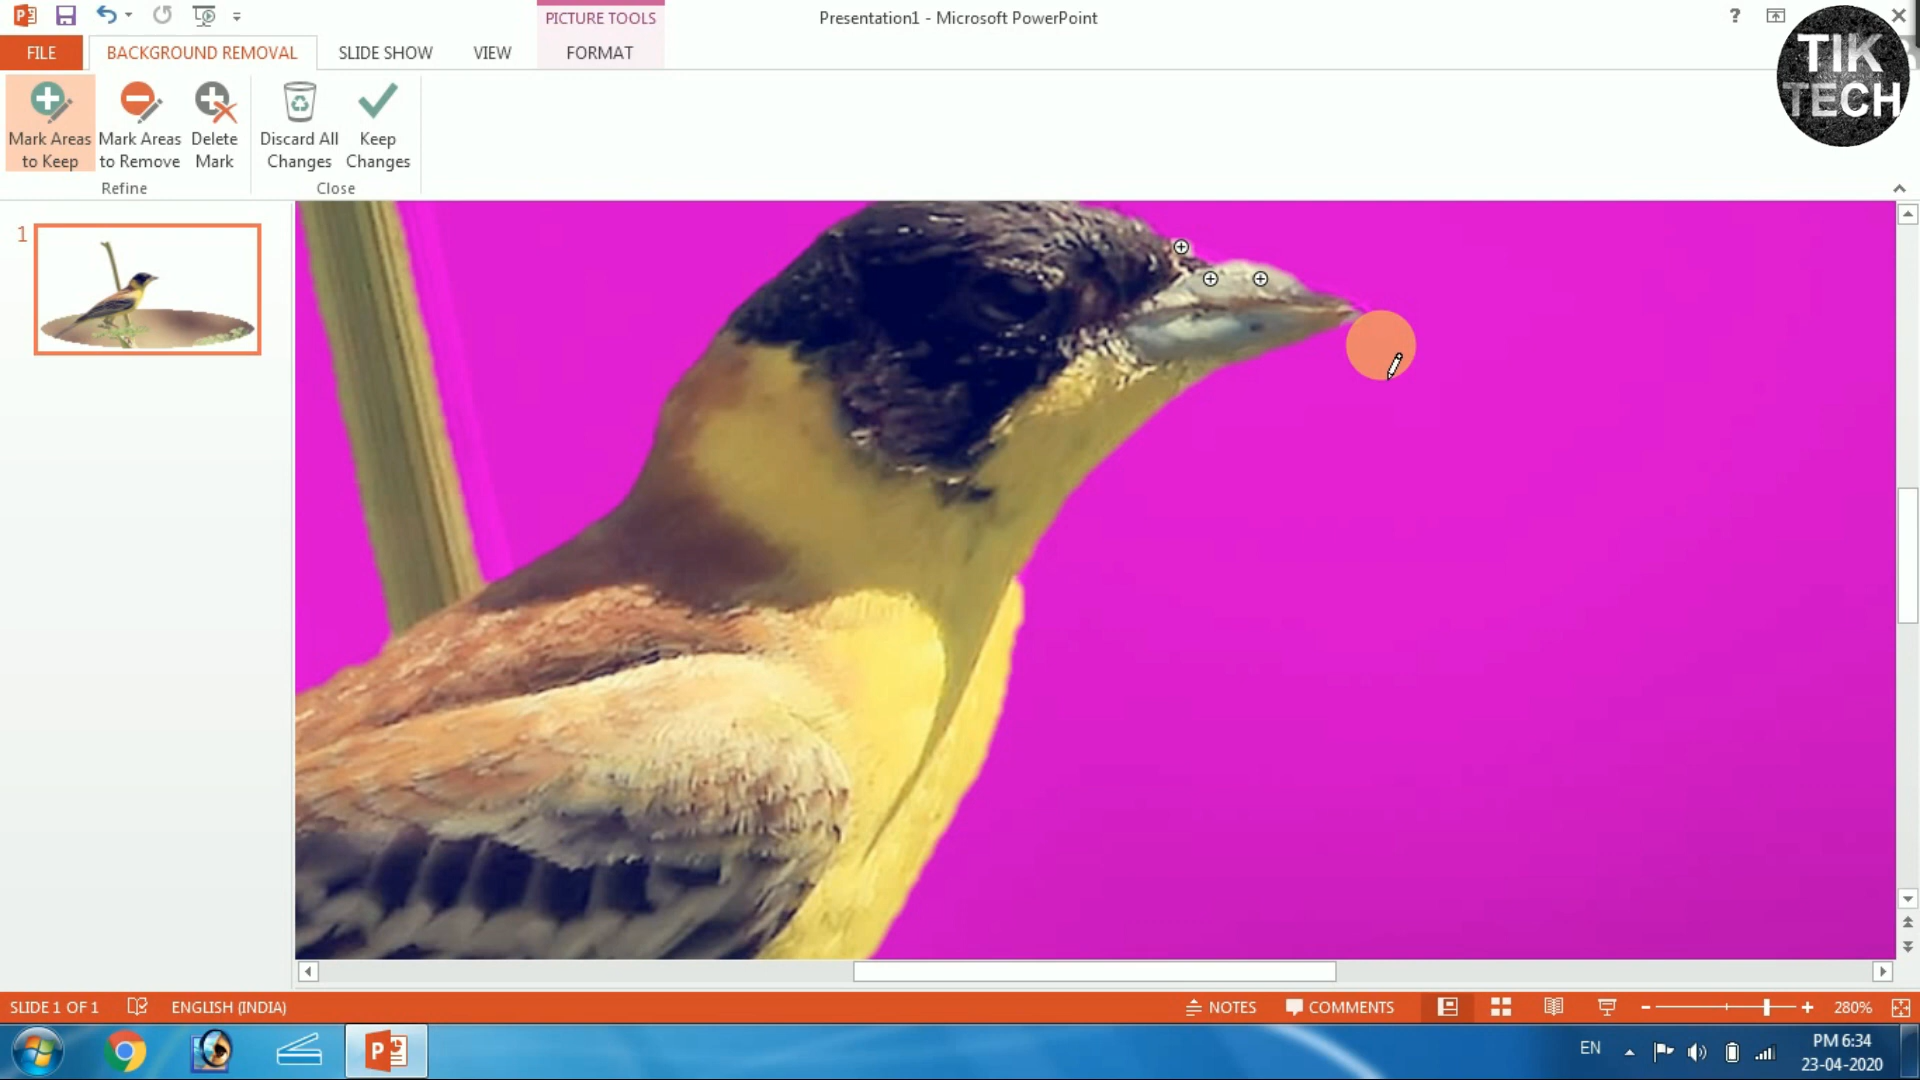 PICTURE TOOLS
Presentation1 - Microsoft PowerPoint
?
TIK
TECH
FILE
BACKGROUND REMOVAL
SLIDE SHOW
VIEW
FORMAT
Mark Areas
to Keep
Mark Areas
to Remove
Delete
Mark
Discard All
Changes
Keep
Changes
Refine
Close
1
SLIDE 1 OF 1
ENGLISH (INDIA)
NOTES
COMMENTS
280%
EN
PM 6:34
23-04-2020